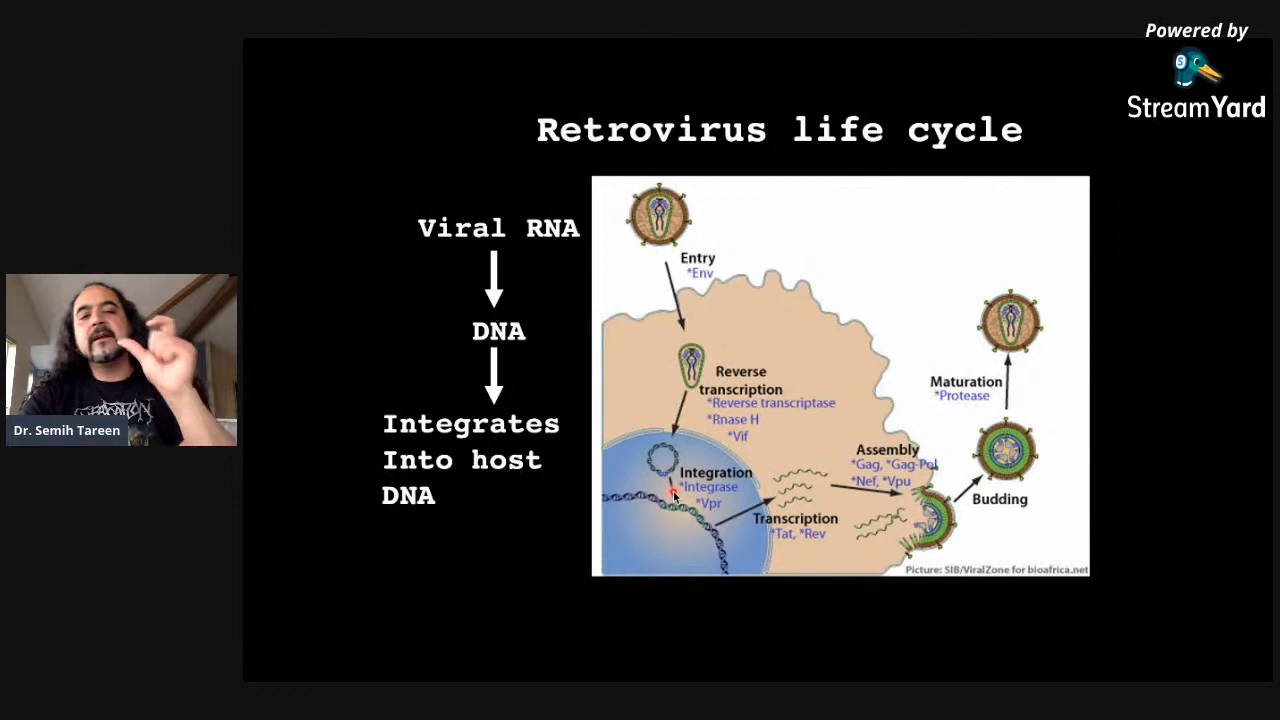 Powered by
StreamYard
Retrovirus life cycle
Viral RNA
DNA
Integrates
Into host
DNA
Entry
*Env
Reverse
transcription
*Reverse transcriptase
*Rnase H
*Vif
Integration
*Integrase
*Vpr
Transcription
*Tat, *Rev
Assembly
*Gag, *Gag-Pol
*Nef, *Vpu
Budding
Maturation
*Protease
Picture: SIB/ViralZone for bioafrica.net
Dr. Semih Tareen